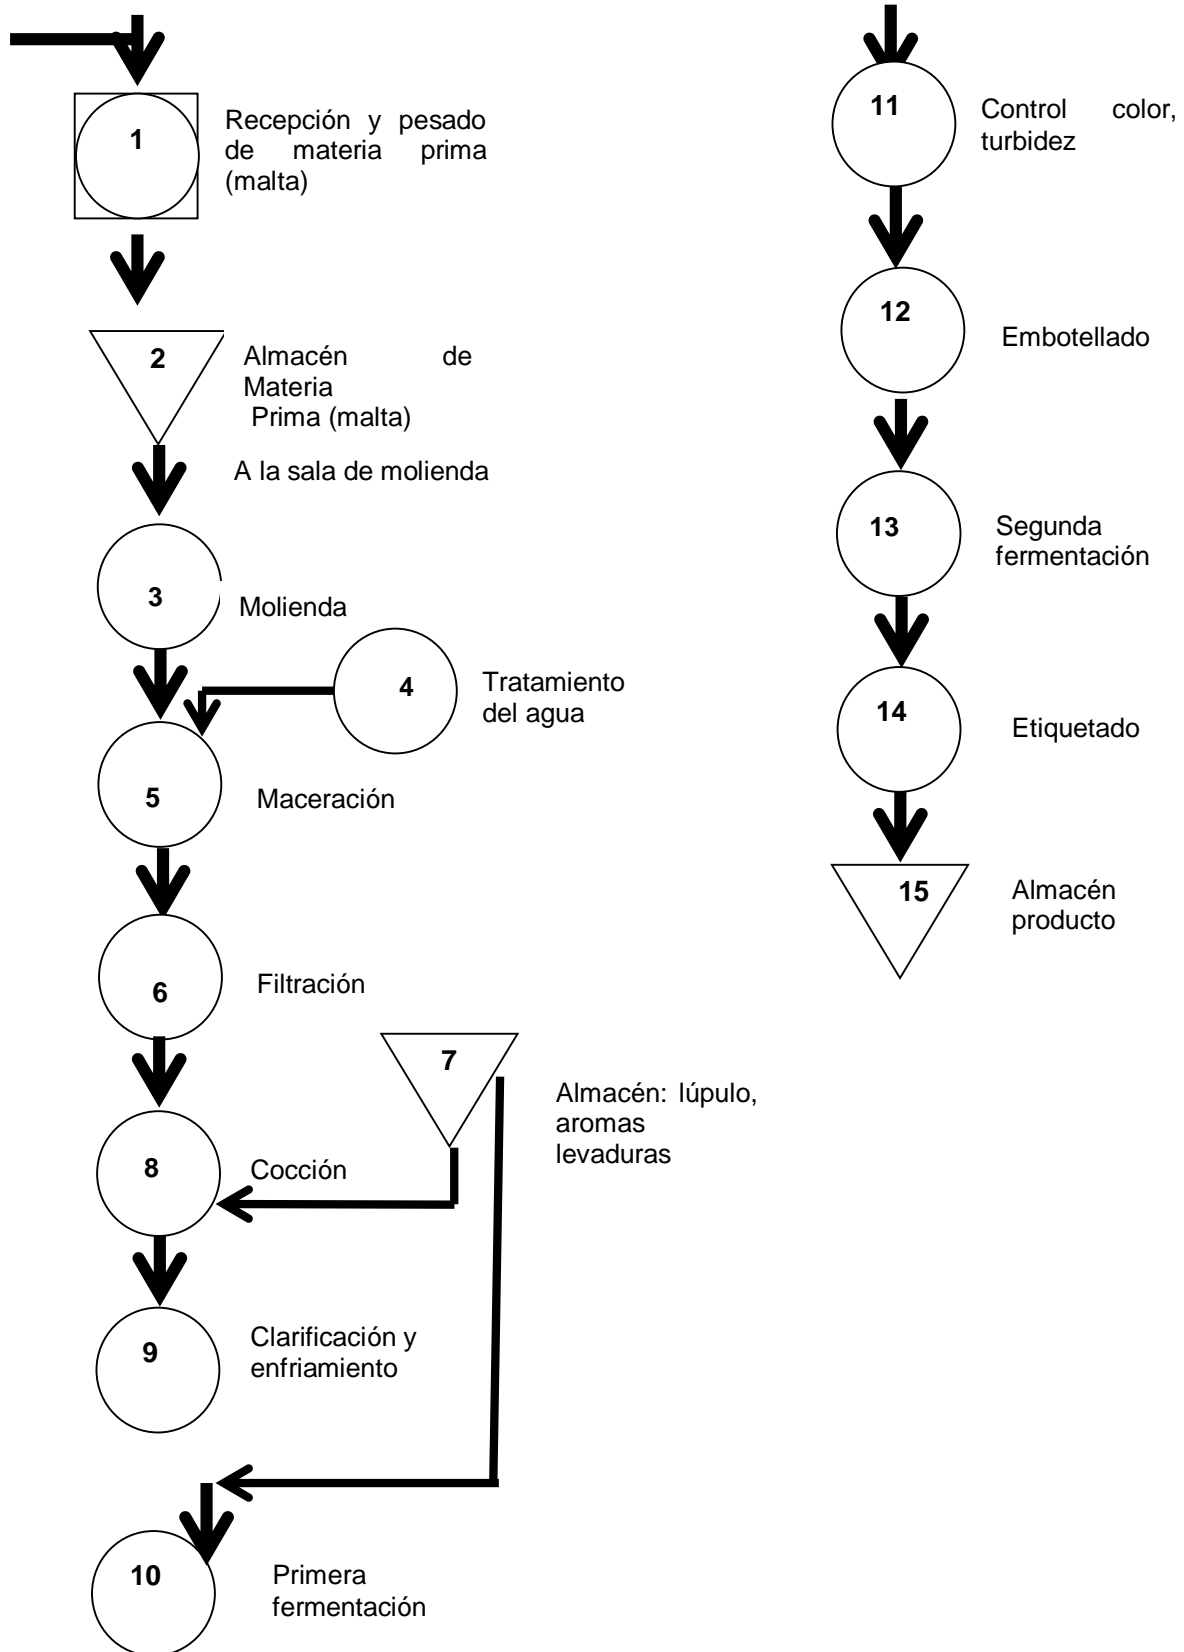 1
Recepción y pesado
de materia prima
(malta)
2
Almacén de
Materia
Prima (malta)
A la sala de molienda
3
Molienda
4
Tratamiento
del agua
5
Maceración
6
Filtración
7
Almacén: lúpulo,
aromas
levaduras
8
Cocción
9
Clarificación y
enfriamiento
10
Primera
fermentación
11
Control color,
turbidez
12
Embotellado
13
Segunda
fermentación
14
Etiquetado
15
Almacén
producto